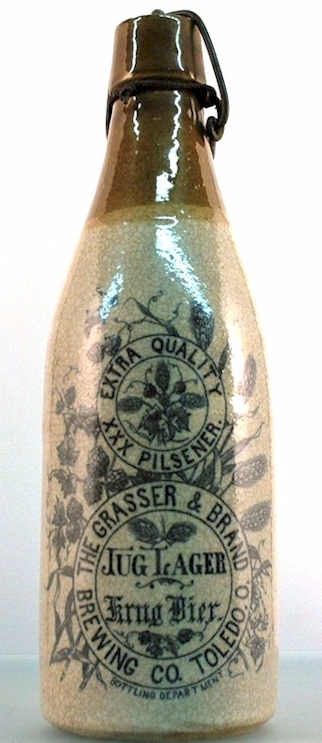 EXTRA QUALITY
XXX PILSENER.
THE GRASSER & BRAND
BREWING CO. TOLEDO. O.
JUG LAGER
Krug Bier.
BOTTLING DEPARTMENT